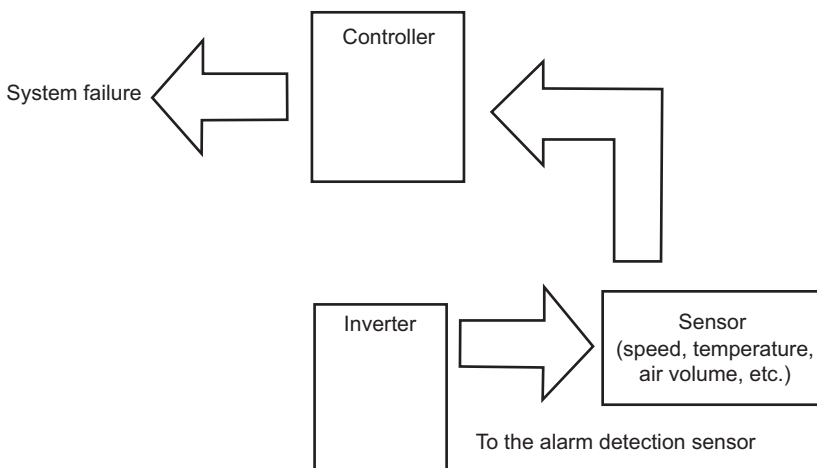 Controller
System failure
Inverter
Sensor
(speed, temperature,
air volume, etc.)
To the alarm detection sensor